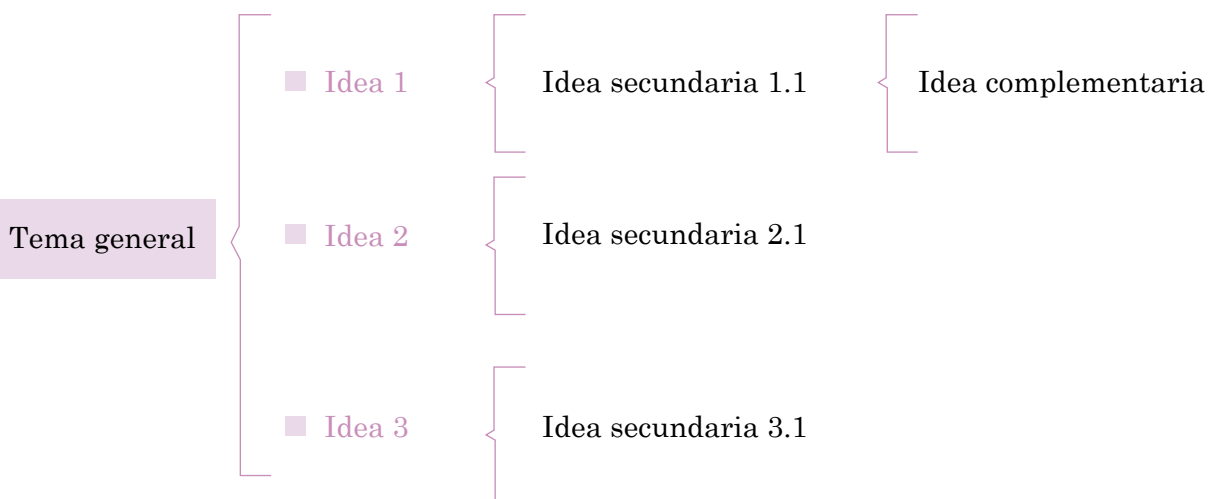 Idea 1
Idea secundaria 1.1
Idea complementaria
Tema general
Idea 2
Idea secundaria 2.1
Idea 3
Idea secundaria 3.1